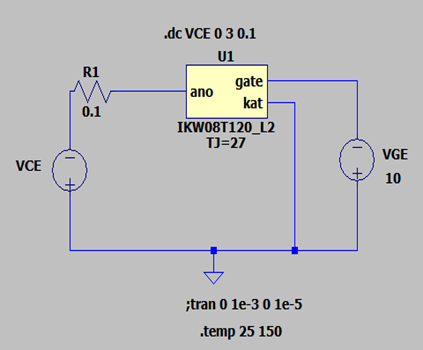 .dc VCE 0 3 0.1
U1
R1
gate
ano
kat
0.1
IKW08T120_L2
TJ=27
VCE
VGE
10
;tran 0 1e-3 0 1e-5
.temp 25 150